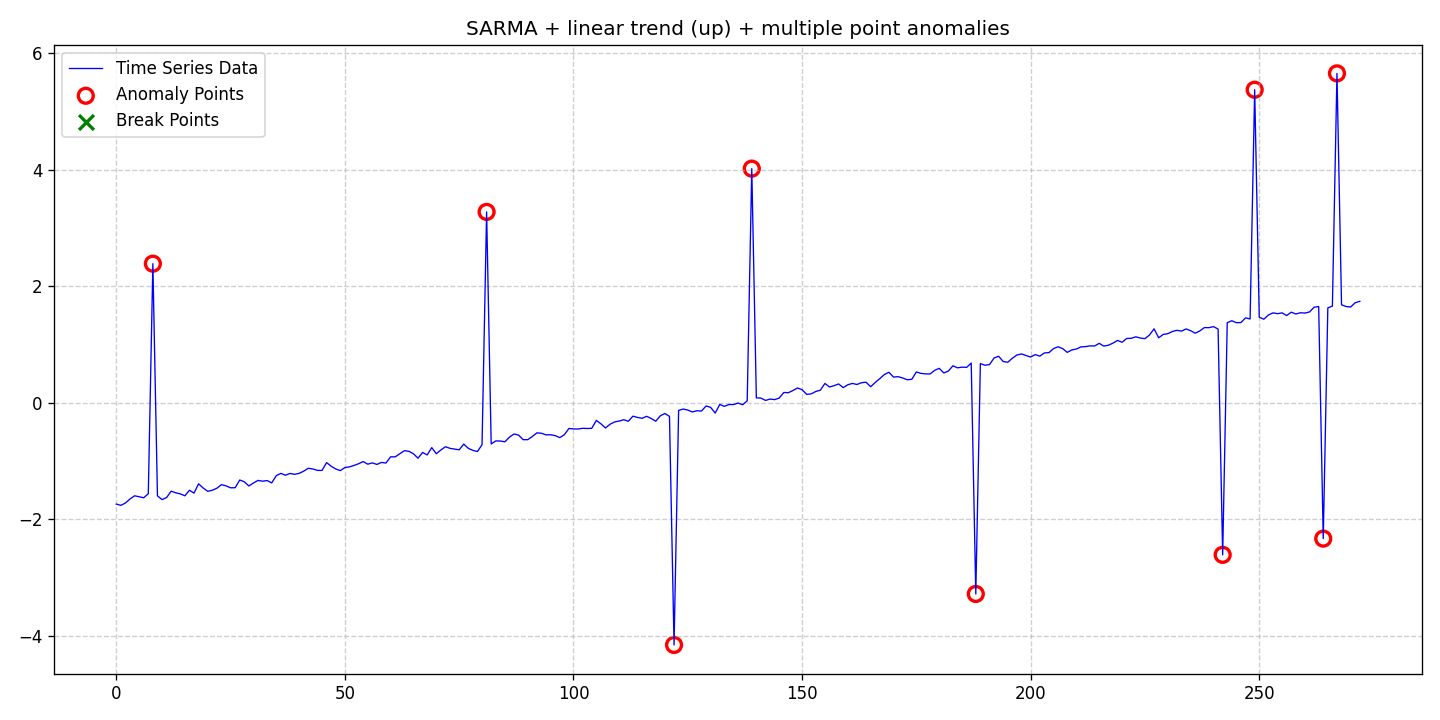 SARMA + linear trend (up) + multiple point anomalies
Time Series Data
Anomaly Points
Break Points
6
4
2
0
−2
−4
0 50 100 150 200 250